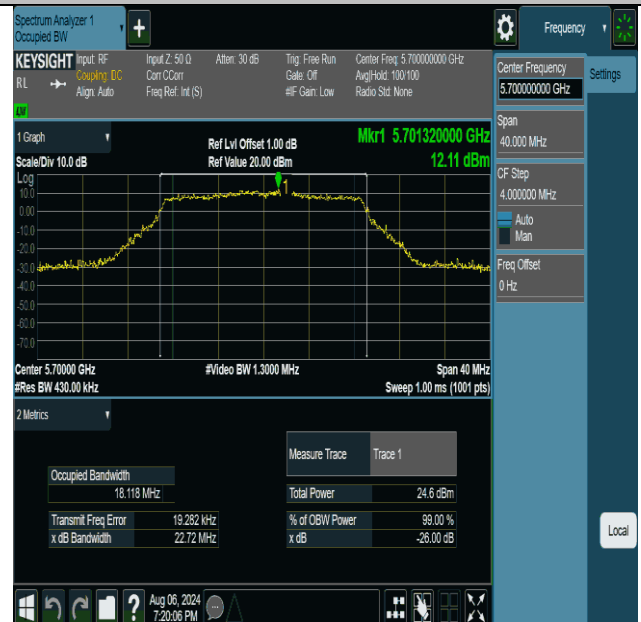 Spectrum Analyzer 1
Occupied BW
Frequency
KEYSIGHT
RL
Input: RF
Coupling: DC
Align: Auto
Input Z: 50 Ω
Corr CCorr
Freq Ref: Int (S)
Atten: 30 dB
Trig: Free Run
Gate: Off
#IF Gain: Low
Center Freq: 5.700000000 GHz
Avg|Hold: 100/100
Radio Std: None
Center Frequency
5.700000000 GHz
Settings
Span
40.000 MHz
CF Step
4.000000 MHz
Auto
Man
Freq Offset
0 Hz
Local
1 Graph
Scale/Div 10.0 dB
Ref Lvl Offset 1.00 dB
Ref Value 20.00 dBm
Mkr1 5.701320000 GHz
12.11 dBm
Log
10.0
0.00
-10.0
-20.0
-30.0
-40.0
-50.0
-60.0
-70.0
1
Center 5.70000 GHz
#Res BW 430.00 kHz
#Video BW 1.3000 MHz
Span 40 MHz
Sweep 1.00 ms (1001 pts)
2 Metrics
Measure Trace
Trace 1
Occupied Bandwidth
18.118 MHz
Total Power
24.6 dBm
Transmit Freq Error
19.282 kHz
% of OBW Power
99.00 %
x dB Bandwidth
22.72 MHz
x dB
-26.00 dB
?
Aug 06, 2024
7:20:06 PM